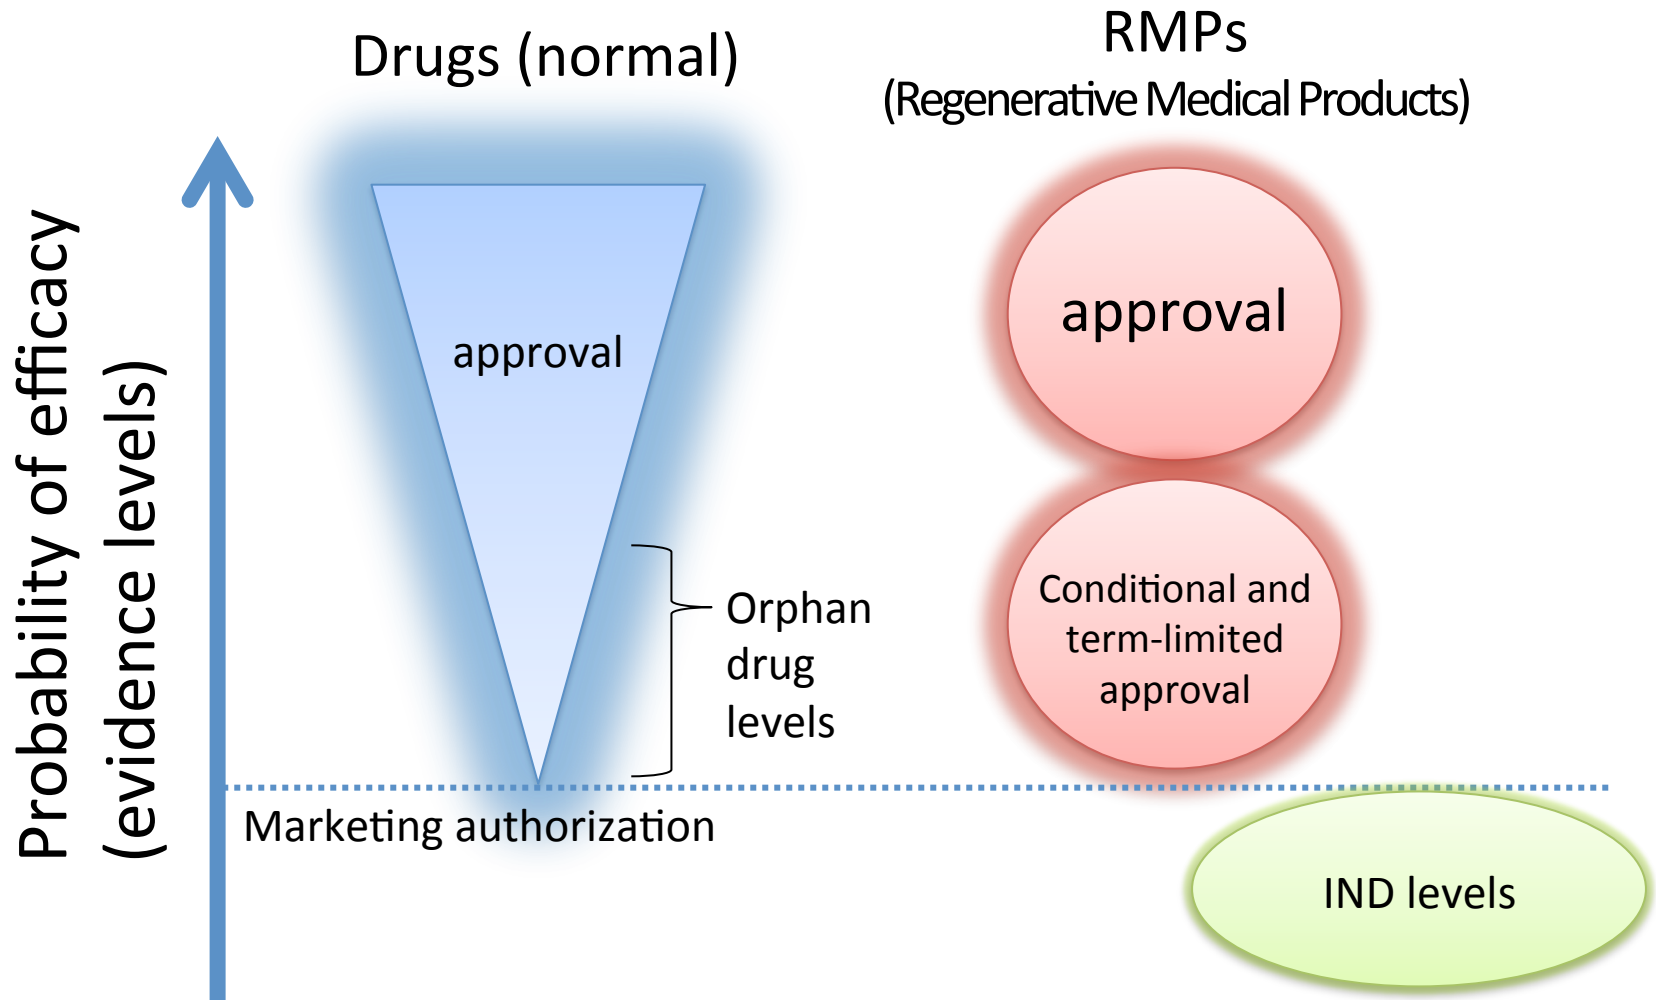 Drugs (normal)
RMPs
(Regenerative Medical Products)
Probability of efficacy
(evidence levels)
approval
approval
Orphan
drug
levels
Conditional and
term-limited
approval
Marketing authorization
IND levels